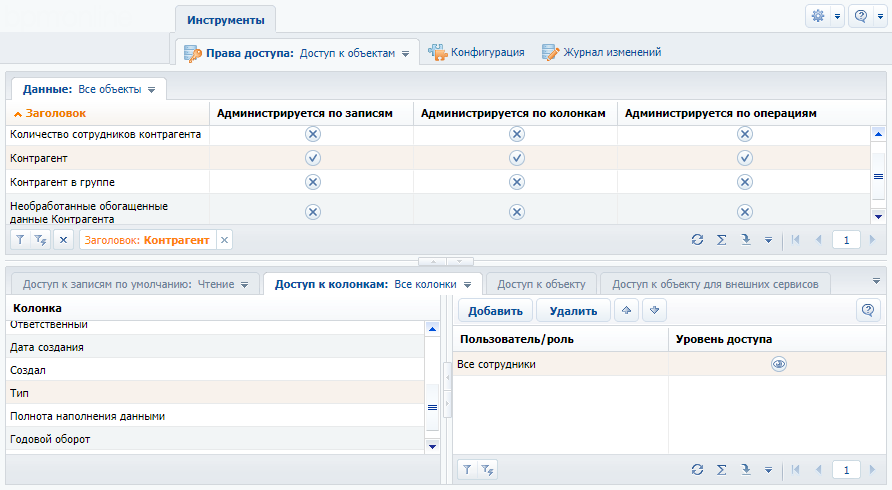 Инструменты
Права доступа: Доступ к объектам
Конфигурация
Журнал изменений
Данные: Все объекты
Заголовок
Администрируется по записям
Администрируется по колонкам
Администрируется по операциям
Количество сотрудников контрагента
Контрагент
Контрагент в группе
Необработанные обогащенные
данные Контрагента
Заголовок: Контрагент
1
Доступ к записям по умолчанию: Чтение
Доступ к колонкам: Все колонки
Доступ к объекту
Доступ к объекту для внешних сервисов
Колонка
Ответственный
Дата создания
Создал
Тип
Полнота наполнения данными
Годовой оборот
Добавить
Удалить
Пользователь/роль
Уровень доступа
Все сотрудники
1